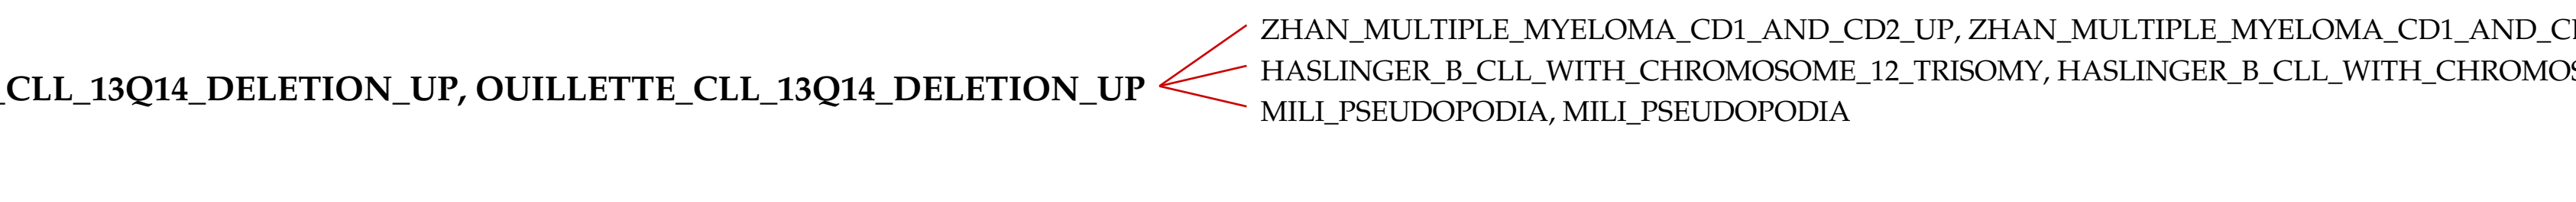 _CLL_13Q14_DELETION_UP, OUILLETTE_CLL_13Q14_DELETION_UP
ZHAN_MULTIPLE_MYELOMA_CD1_AND_CD2_UP, ZHAN_MULTIPLE_MYELOMA_CD1_AND_C
HASLINGER_B_CLL_WITH_CHROMOSOME_12_TRISOMY, HASLINGER_B_CLL_WITH_CHROMOS
MILI_PSEUDOPODIA, MILI_PSEUDOPODIA